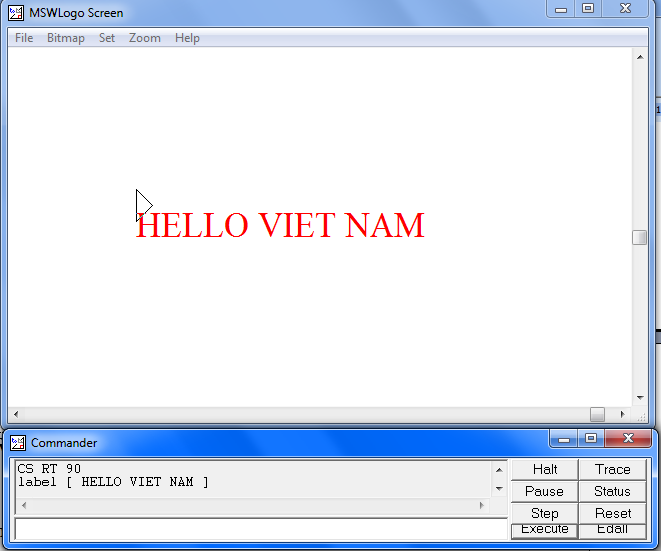 MSWLogo Screen
File Bitmap Set Zoom Help
HELLO VIET NAM
Commander
CS RT 90
label [ HELLO VIET NAM ]
Halt Trace
Pause Status
Step Reset
Execute Edall